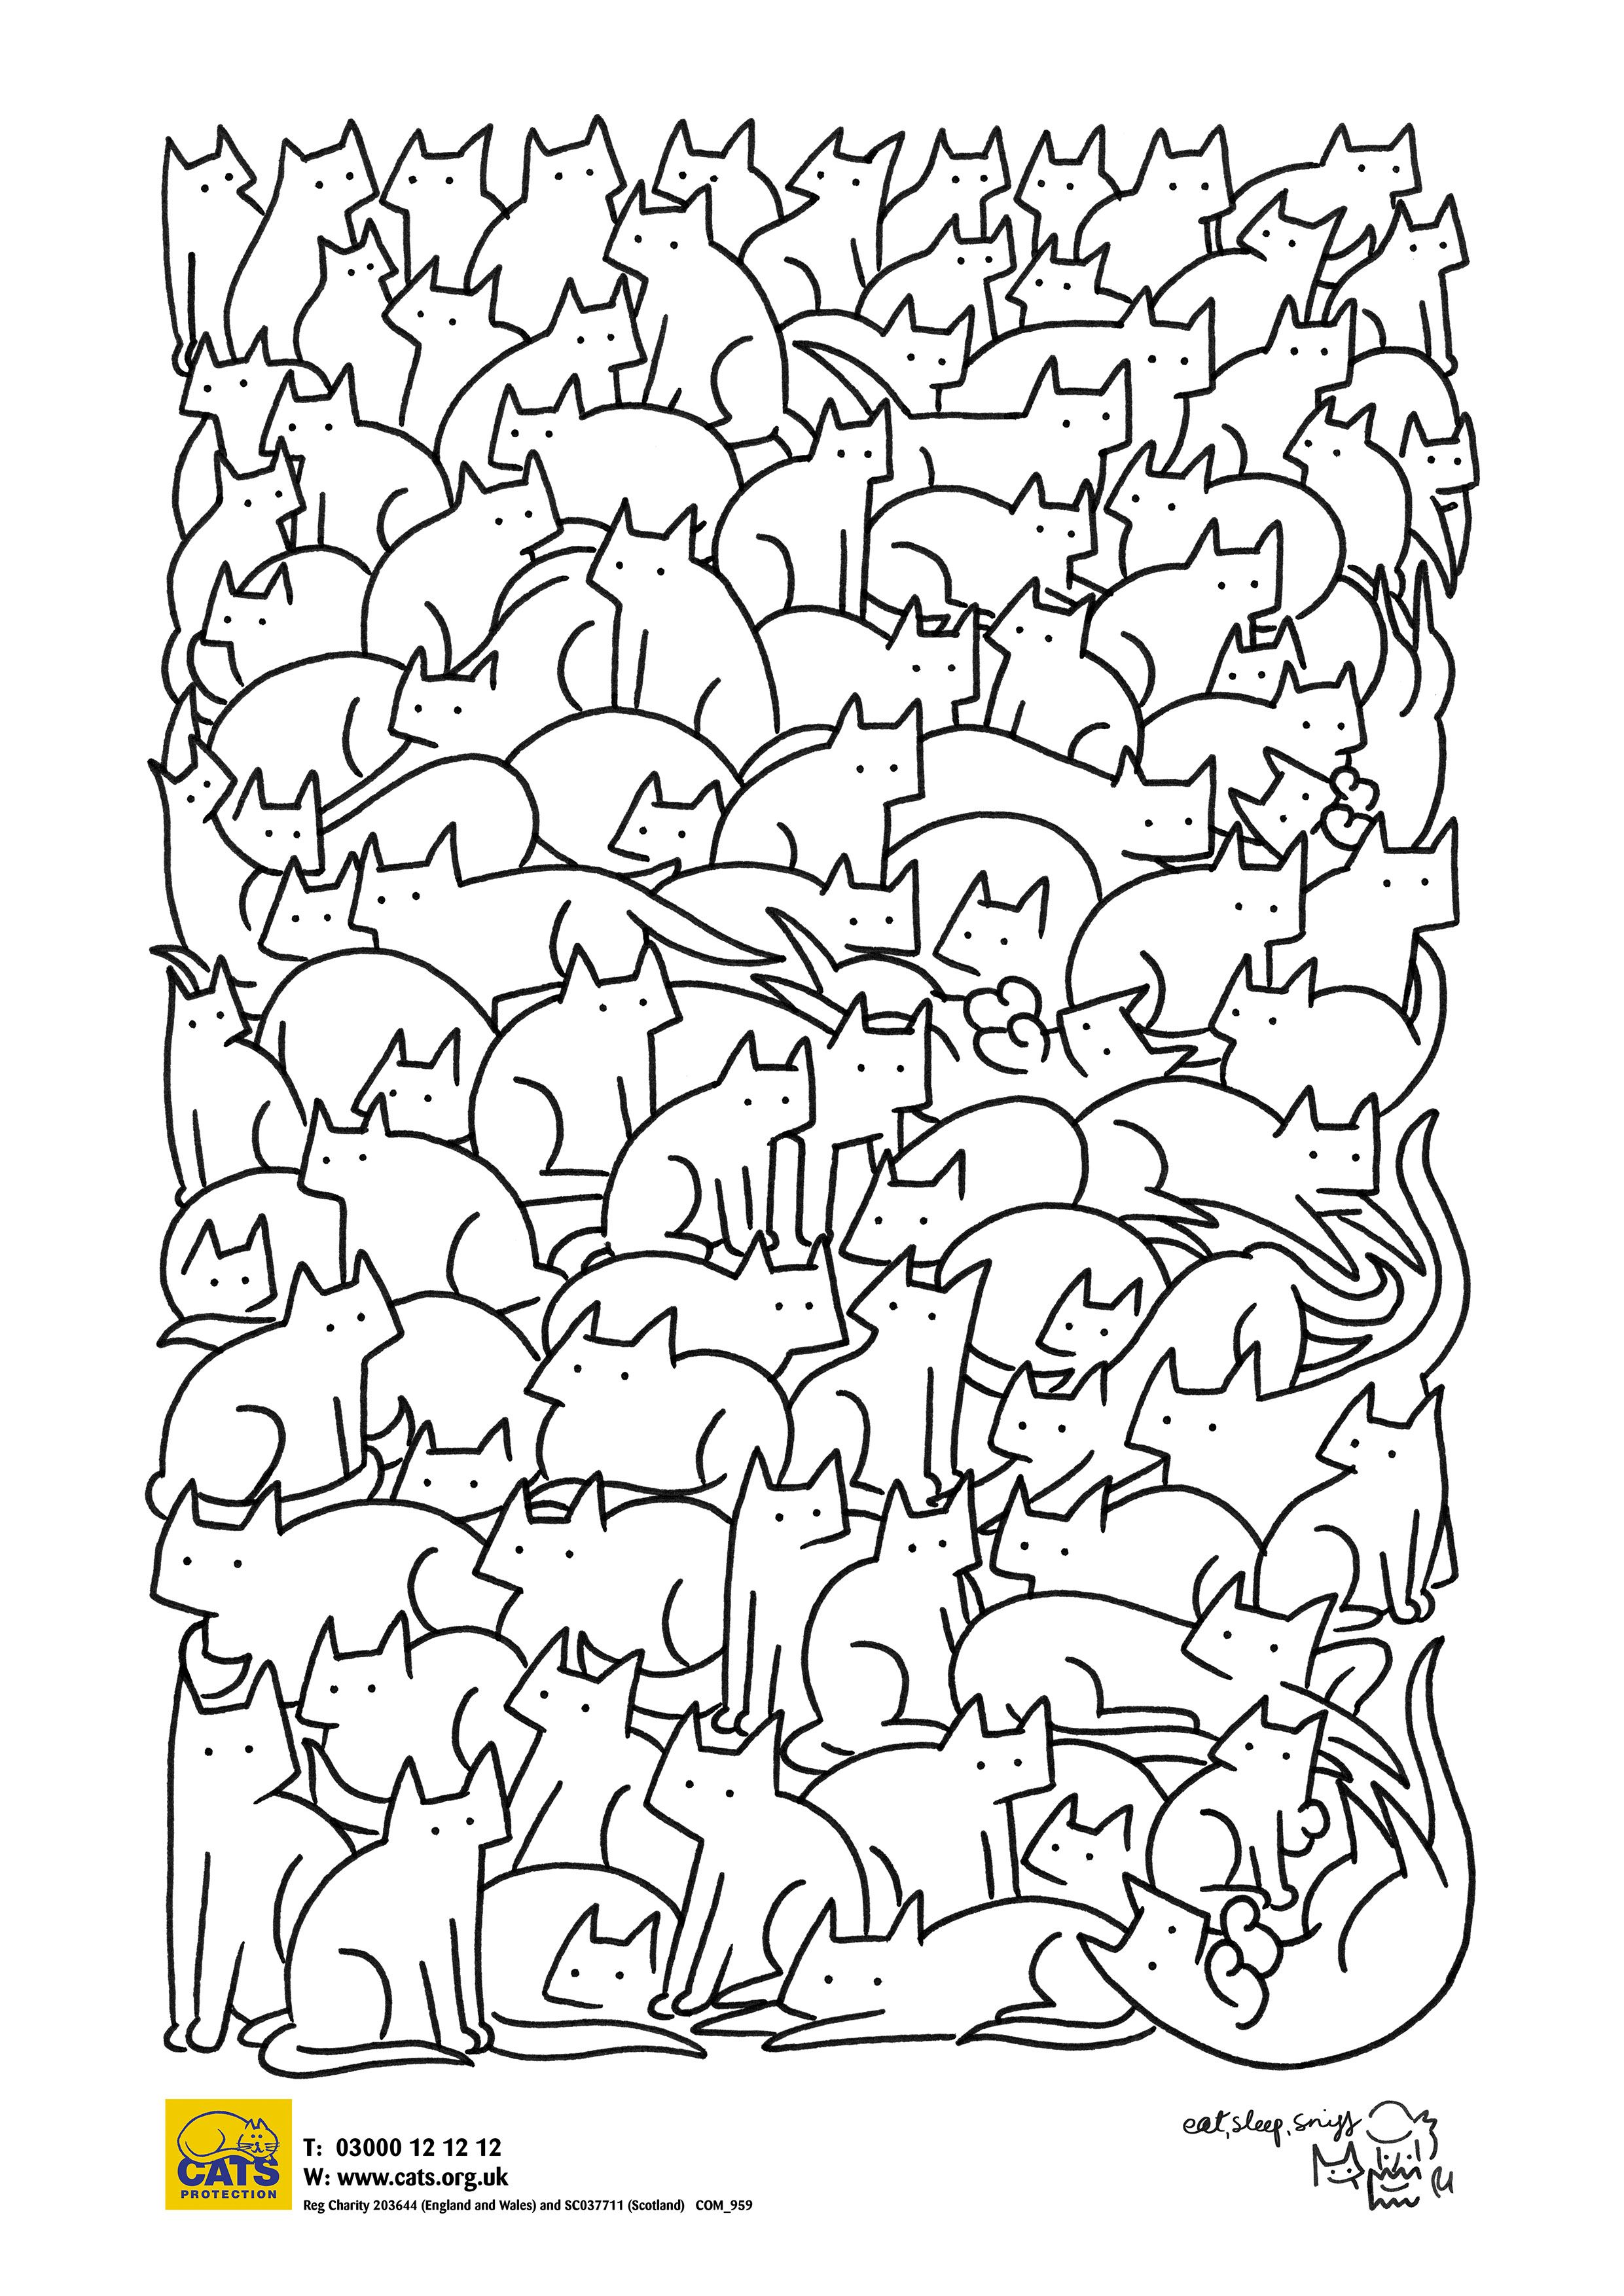 eat, sleep, sniff
CATS
PROTECTION
T: 03000 12 12 12
W: www.cats.org.uk
Reg Charity 203644 (England and Wales) and SC037711 (Scotland) COM_959